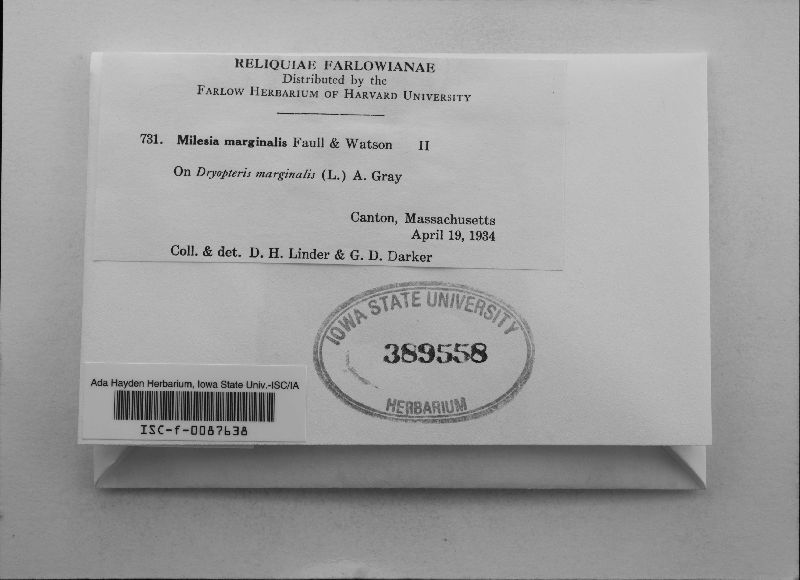 RELIQUIAE FARLOWIANAE
Distributed by the
FARLOW HERBARIUM OF HARVARD UNIVERSITY
731. Milesia marginalis Faull & Watson II
On Dryopteris marginalis (L.) A. Gray
Canton, Massachusetts
April 19, 1934
Coll. & det. D. H. Linder & G. D. Darker
IOWA STATE UNIVERSITY
389558
HERBARIUM
Ada Hayden Herbarium, Iowa State Univ.-ISC/IA
ISC-f-0087638